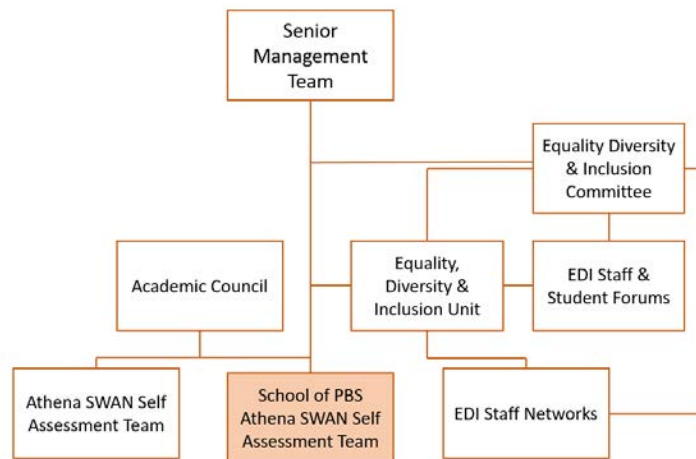 Senior
Management
Team
Equality Diversity
& Inclusion
Committee
Academic Council
Equality,
Diversity &
Inclusion Unit
EDI Staff &
Student Forums
Athena SWAN Self
Assessment Team
School of PBS
Athena SWAN Self
Assessment Team
EDI Staff Networks